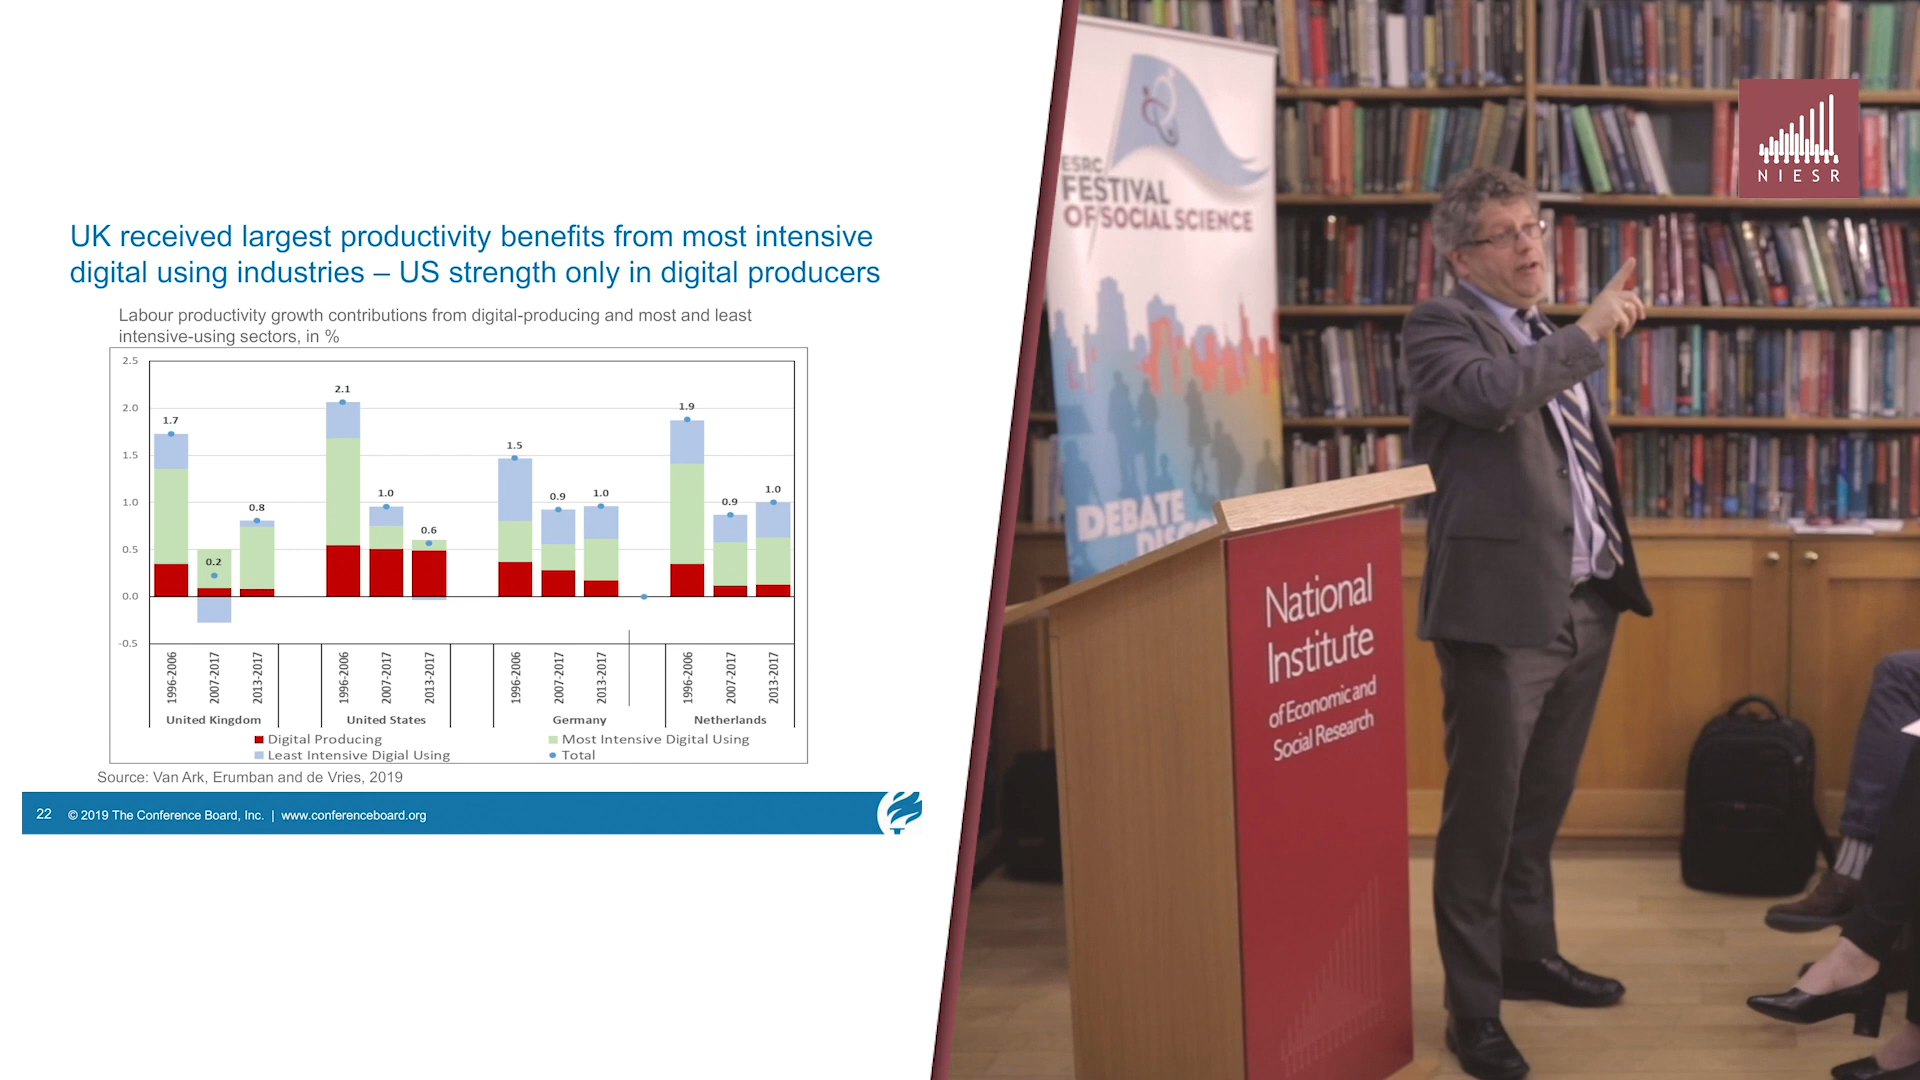 UK received largest productivity benefits from most intensive
digital using industries – US strength only in digital producers
Labour productivity growth contributions from digital-producing and most and least
intensive-using sectors, in %
2.5
2.0
1.5
1.0
0.5
0.0
-0.5
1.7
0.2
0.8
2.1
1.0
0.6
1.5
0.9
1.0
1.9
0.9
1.0
1996-2006
2007-2017
2013-2017
1996-2006
2007-2017
2013-2017
1996-2006
2007-2017
2013-2017
1996-2006
2007-2017
2013-2017
United Kingdom
United States
Germany
Netherlands
Digital Producing
Most Intensive Digital Using
Least Intensive Digial Using
Total
Source: Van Ark, Erumban and de Vries, 2019
22 © 2019 The Conference Board, Inc. | www.conferenceboard.org
ESRC
FESTIVAL
OF SOCIAL SCIENCE
DEBATE
NIESR
National
Institute
of Economic and
Social Research